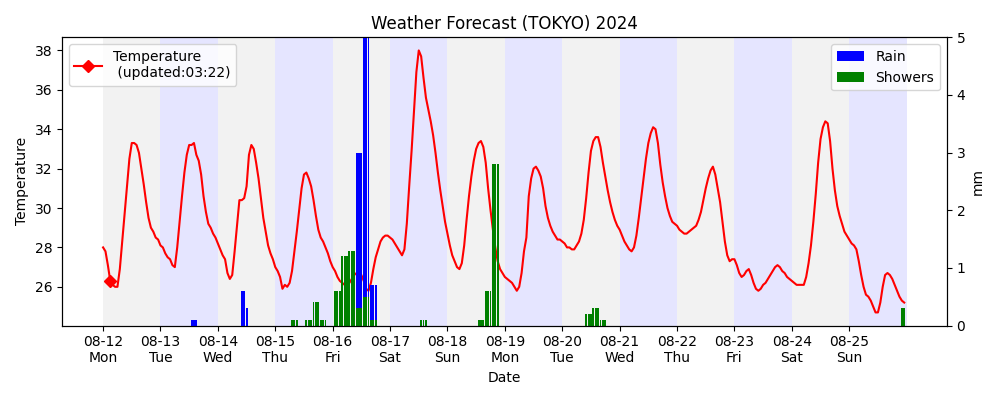 Weather Forecast (TOKYO) 2024
Temperature
(updated:03:22)
Rain
Showers
38
36
34
32
30
28
26
Temperature
5
4
3
2
1
0
mm
08-12 08-13 08-14 08-15 08-16 08-17 08-18 08-19 08-20 08-21 08-22 08-23 08-24 08-25
Mon Tue Wed Thu Fri Sat Sun Mon Tue Wed Thu Fri Sat Sun
Date